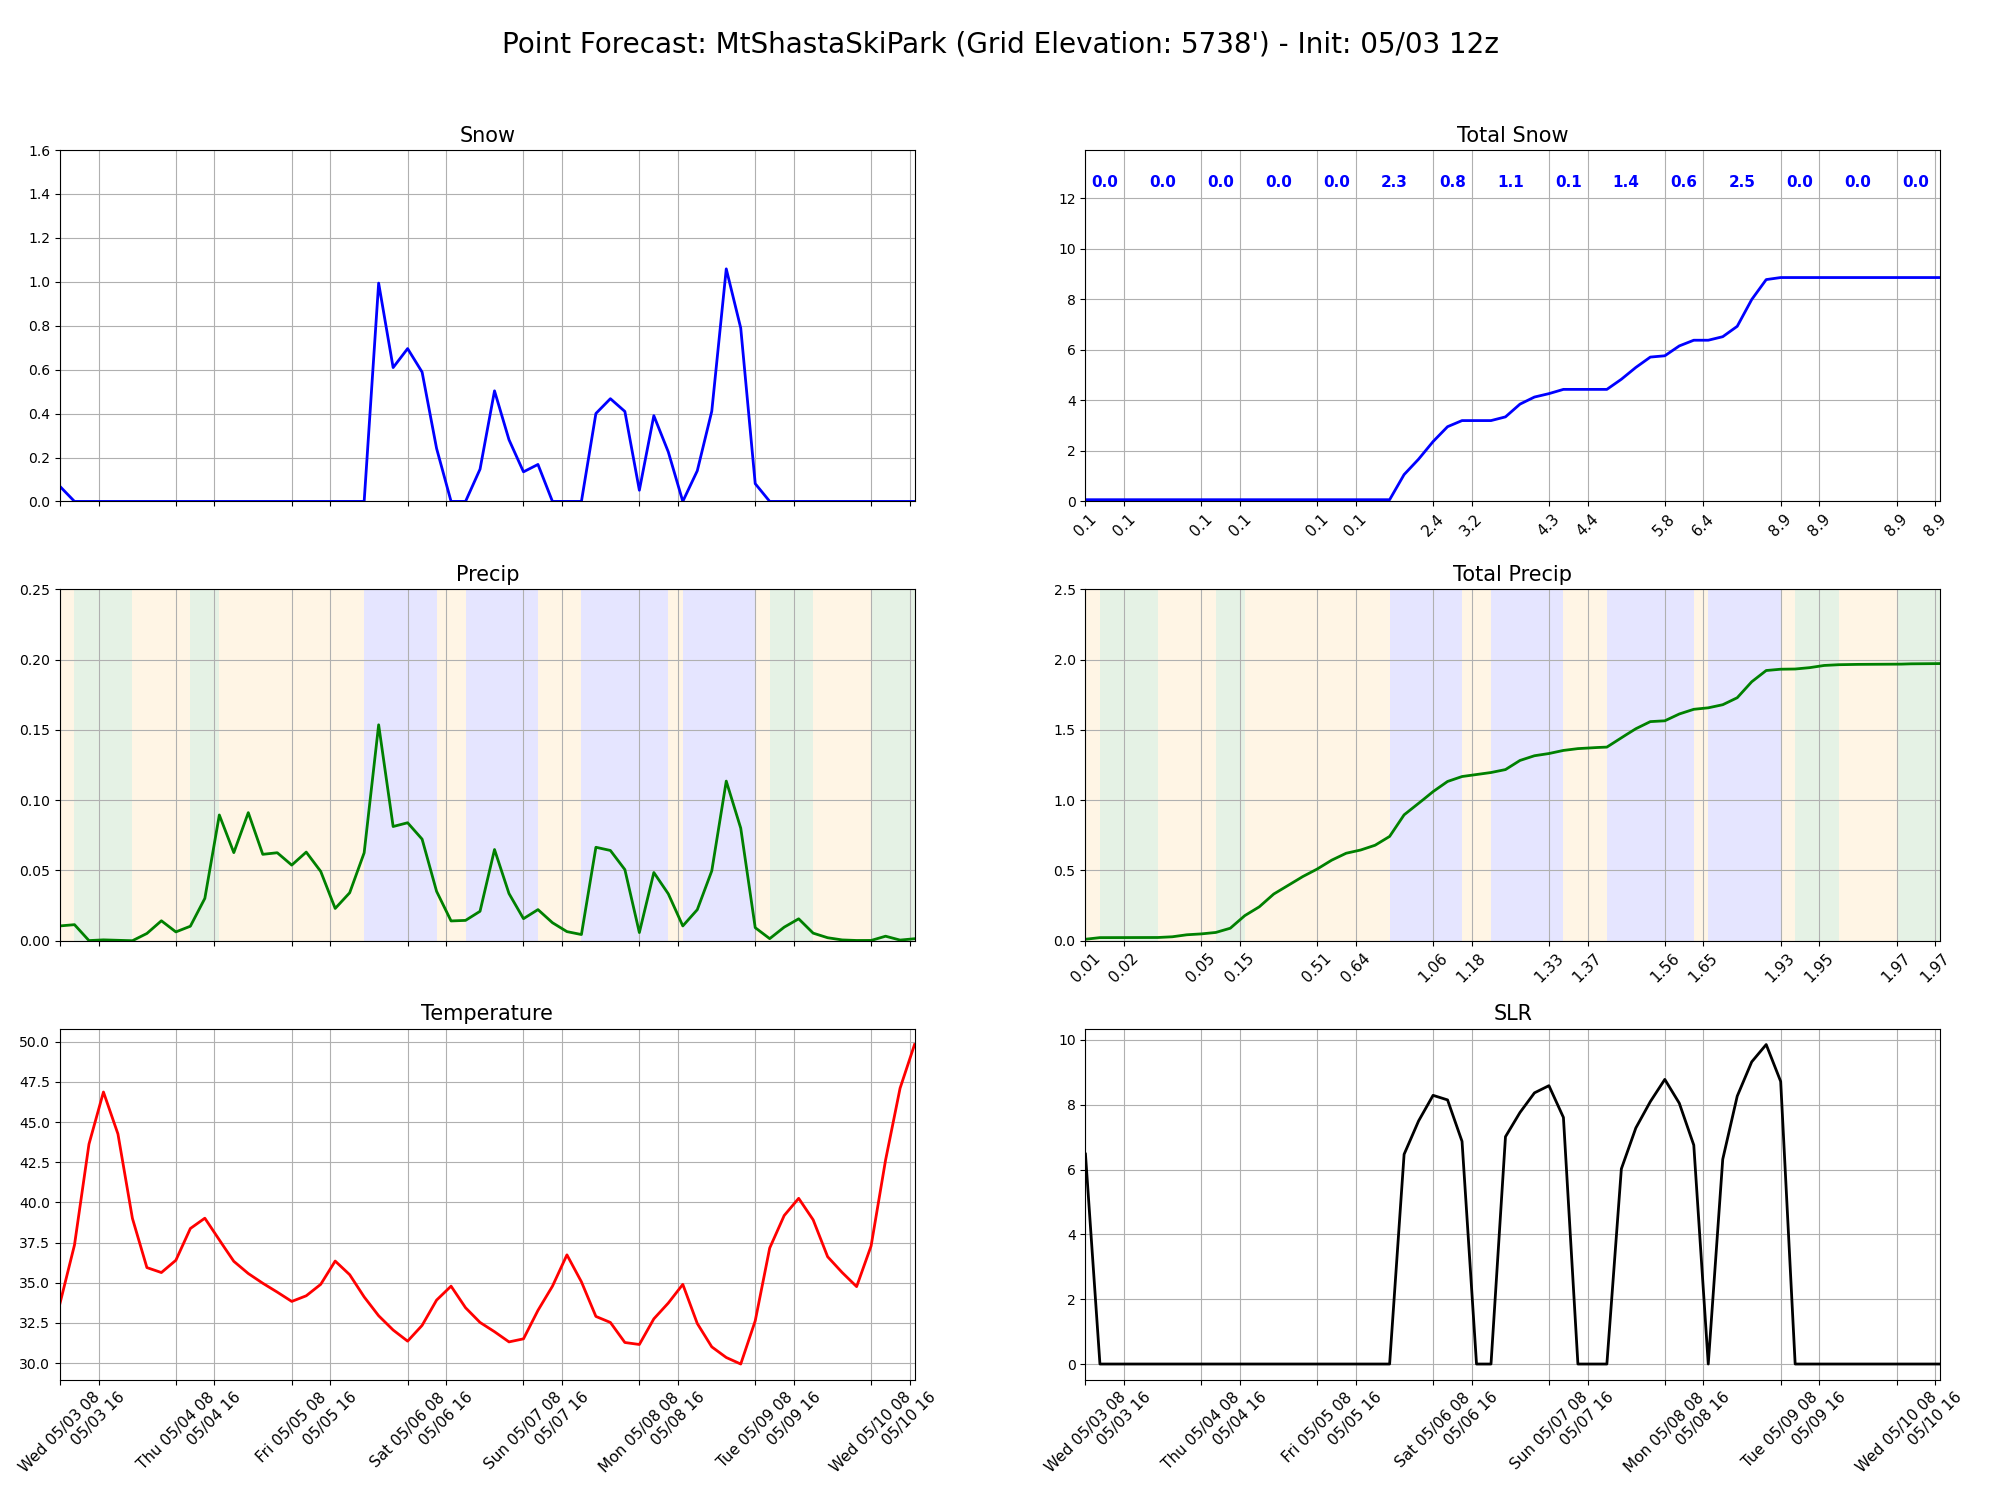 Point Forecast: MtShastaSkiPark (Grid Elevation: 5738') - Init: 05/03 12z
Snow
1.6
1.4
1.2
1.0
0.8
0.6
0.4
0.2
0.0
Total Snow
0.0 0.0 0.0 0.0 0.0 2.3 0.8 1.1 0.1 1.4 0.6 2.5 0.0 0.0 0.0
12
10
8
6
4
2
0
0.1 0.1 0.1 0.1 0.1 0.1 2.4 3.2 4.3 4.4 5.8 6.4 8.9 8.9 8.9 8.9
Precip
0.25
0.20
0.15
0.10
0.05
0.00
Total Precip
2.5
2.0
1.5
1.0
0.5
0.0
0.01 0.02 0.05 0.15 0.51 0.64 1.06 1.18 1.33 1.37 1.56 1.65 1.93 1.95 1.97 1.97
Temperature
50.0
47.5
45.0
42.5
40.0
37.5
35.0
32.5
30.0
Wed 05/03 08
05/03 16
Thu 05/04 08
05/04 16
Fri 05/05 08
05/05 16
Sat 05/06 08
05/06 16
Sun 05/07 08
05/07 16
Mon 05/08 08
05/08 16
Tue 05/09 08
05/09 16
Wed 05/10 08
05/10 16
SLR
10
8
6
4
2
0
Wed 05/03 08
05/03 16
Thu 05/04 08
05/04 16
Fri 05/05 08
05/05 16
Sat 05/06 08
05/06 16
Sun 05/07 08
05/07 16
Mon 05/08 08
05/08 16
Tue 05/09 08
05/09 16
Wed 05/10 08
05/10 16